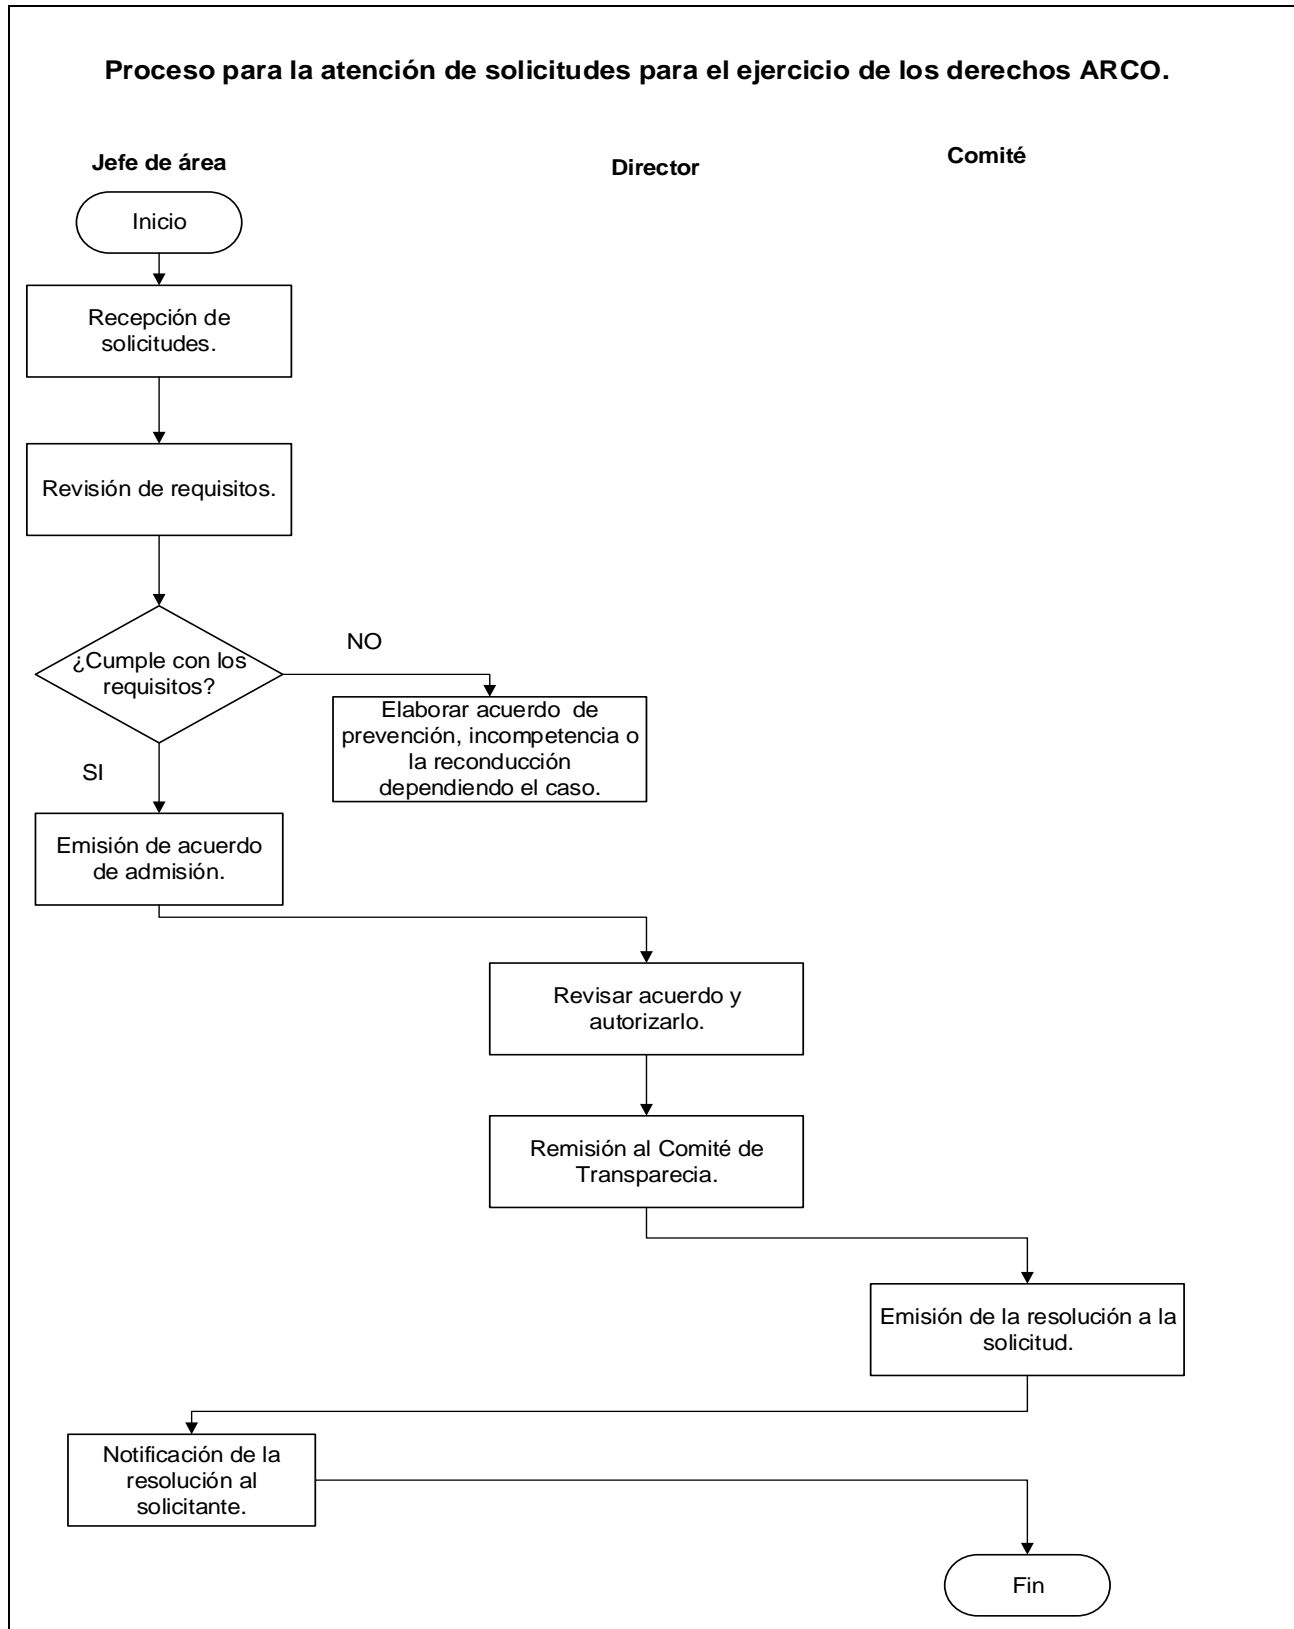 Proceso para la atención de solicitudes para el ejercicio de los derechos ARCO.
Jefe de área
Director
Comité
Inicio
Recepción de
solicitudes.
Revisión de requisitos.
¿Cumple con los
requisitos?
NO
Elaborar acuerdo de
prevención, incompetencia o
la reconducción
dependiendo el caso.
SI
Emisión de acuerdo
de admisión.
Revisar acuerdo y
autorizarlo.
Remisión al Comité de
Transparecia.
Emisión de la resolución a la
solicitud.
Notificación de la
resolución al
solicitante.
Fin